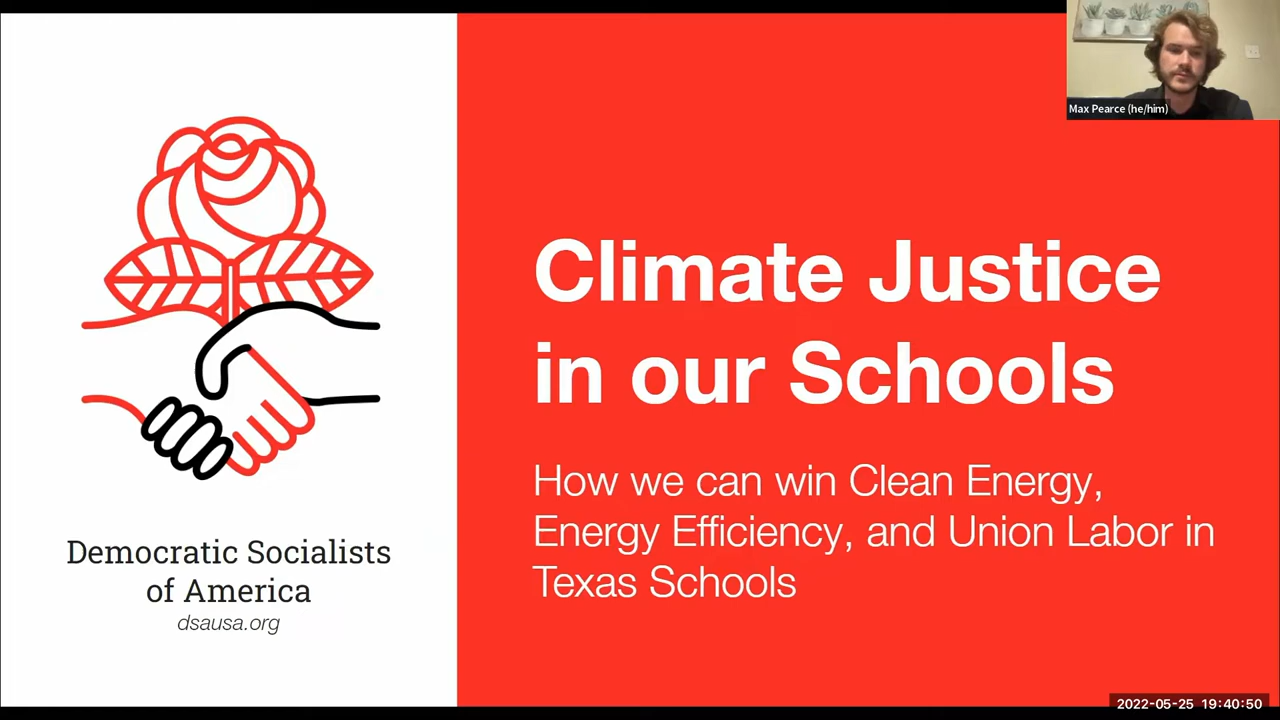 Max Pearce (he/him)
Climate Justice
in our Schools
How we can win Clean Energy,
Energy Efficiency, and Union Labor in
Texas Schools
Democratic Socialists
of America
dsausa.org
2022-05-25 19:40:50